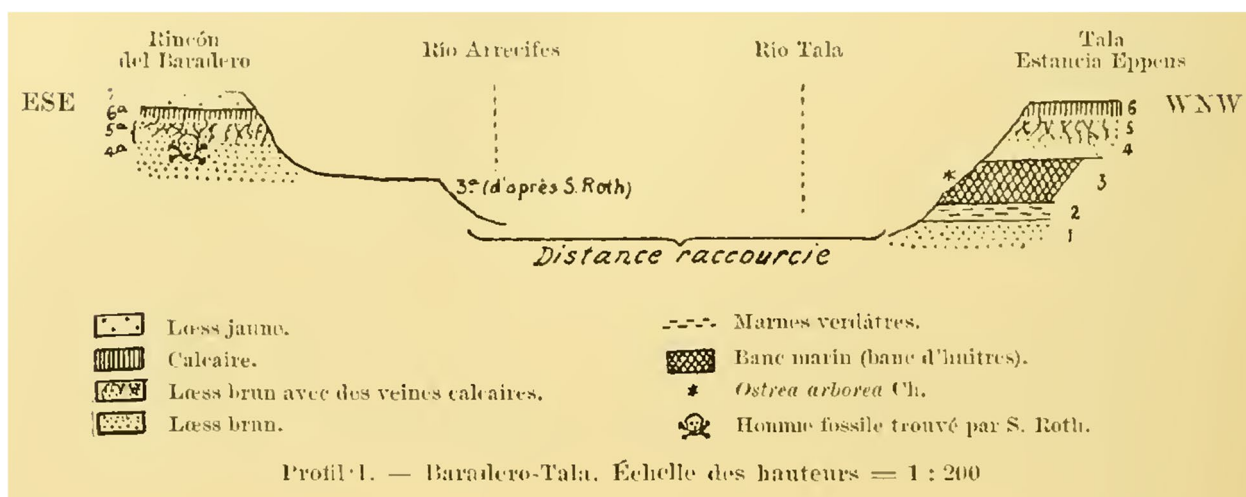 Rincón
del Baradero
Río Arrecifes
Río Tala
Tala
Estancia Eppens
ESE
WNW
6ª
5ª
4ª
3ª (d'après S. Roth)
6
5
4
3
2
1
Distance raccourcie
Lœss jaune.
Calcaire.
Lœss brun avec des veines calcaires.
Lœss brun.
Marnes verdâtres.
Banc marin (banc d'huîtres).
Ostrea arborea Ch.
Homme fossile trouvé par S. Roth.
Profil 1. — Baradero-Tala. Échelle des hauteurs = 1 : 200